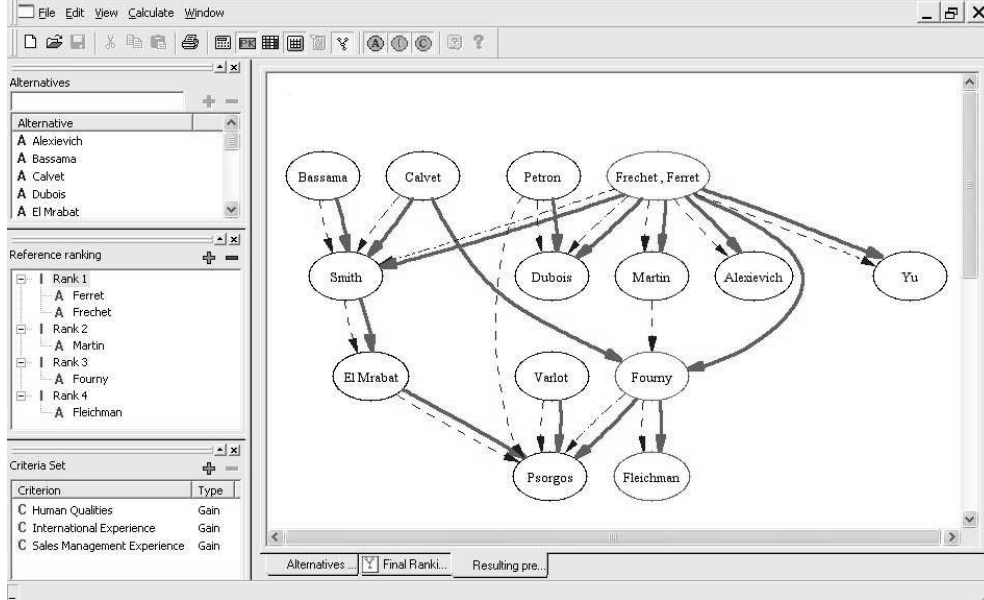 File Edit View Calculate Window
PK
A I C
Alternatives
Alternative
A Alexievich
A Bassama
A Calvet
A Dubois
A El Mrabat
Reference ranking
I Rank 1
A Ferret
A Frechet
I Rank 2
A Martin
I Rank 3
A Fourny
I Rank 4
A Fleichman
Criteria Set
Criterion Type
C Human Qualities Gain
C International Experience Gain
C Sales Management Experience Gain
Bassama Calvet Petron Frechet , Ferret
Smith Dubois Martin Alexievich Yu
El Mrabat Varlot Fourny
Psorgos Fleichman
Alternatives ... Final Ranki... Resulting pre...